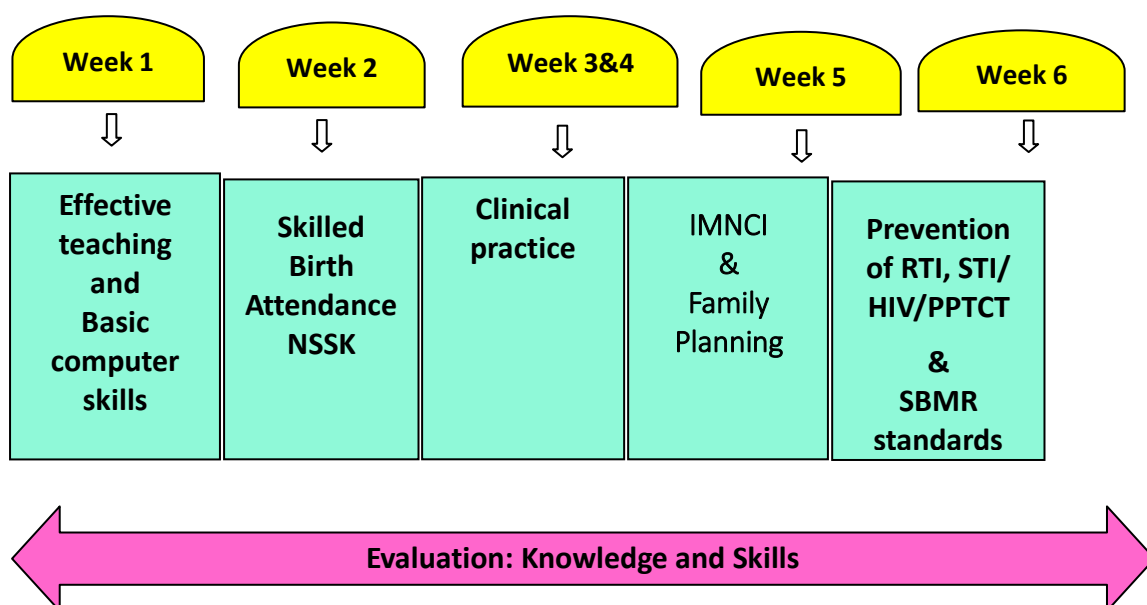 Week 1
Week 2
Week 3&4
Week 5
Week 6
Effective
teaching
and
Basic
computer
skills
Skilled
Birth
Attendance
NSSK
Clinical
practice
IMNCI
&
Family
Planning
Prevention
of RTI, STI/
HIV/PPTCT
&
SBMR
standards
Evaluation: Knowledge and Skills